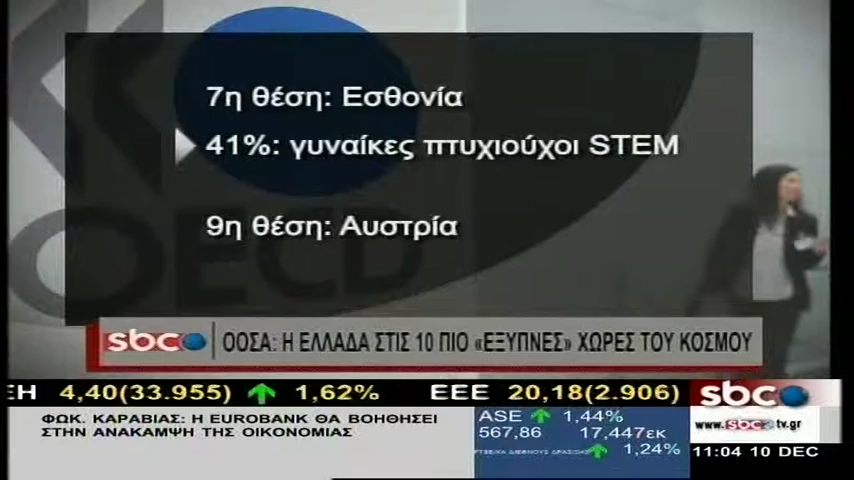 7η θέση: Εσθονία
41%: γυναίκες πτυχιούχοι STEM
9η θέση: Αυστρία
OECD
sbc ΟΟΣΑ: Η ΕΛΛΑΔΑ ΣΤΙΣ 10 ΠΙΟ «ΕΞΥΠΝΕΣ» ΧΩΡΕΣ ΤΟΥ ΚΟΣΜΟΥ
ΕΗ 4,40(33.955) 1,62% ΕΕΕ 20,18(2.906)
sbc
ΦΩΚ. ΚΑΡΑΒΙΑΣ: Η EUROBANK ΘΑ ΒΟΗΘΗΣΕΙ
ΣΤΗΝ ΑΝΑΚΑΜΨΗ ΤΗΣ ΟΙΚΟΝΟΜΙΑΣ
ASE 1,44%
567,86 17,447εκ
1,24%
www.sbctv.gr
11:04 10 DEC